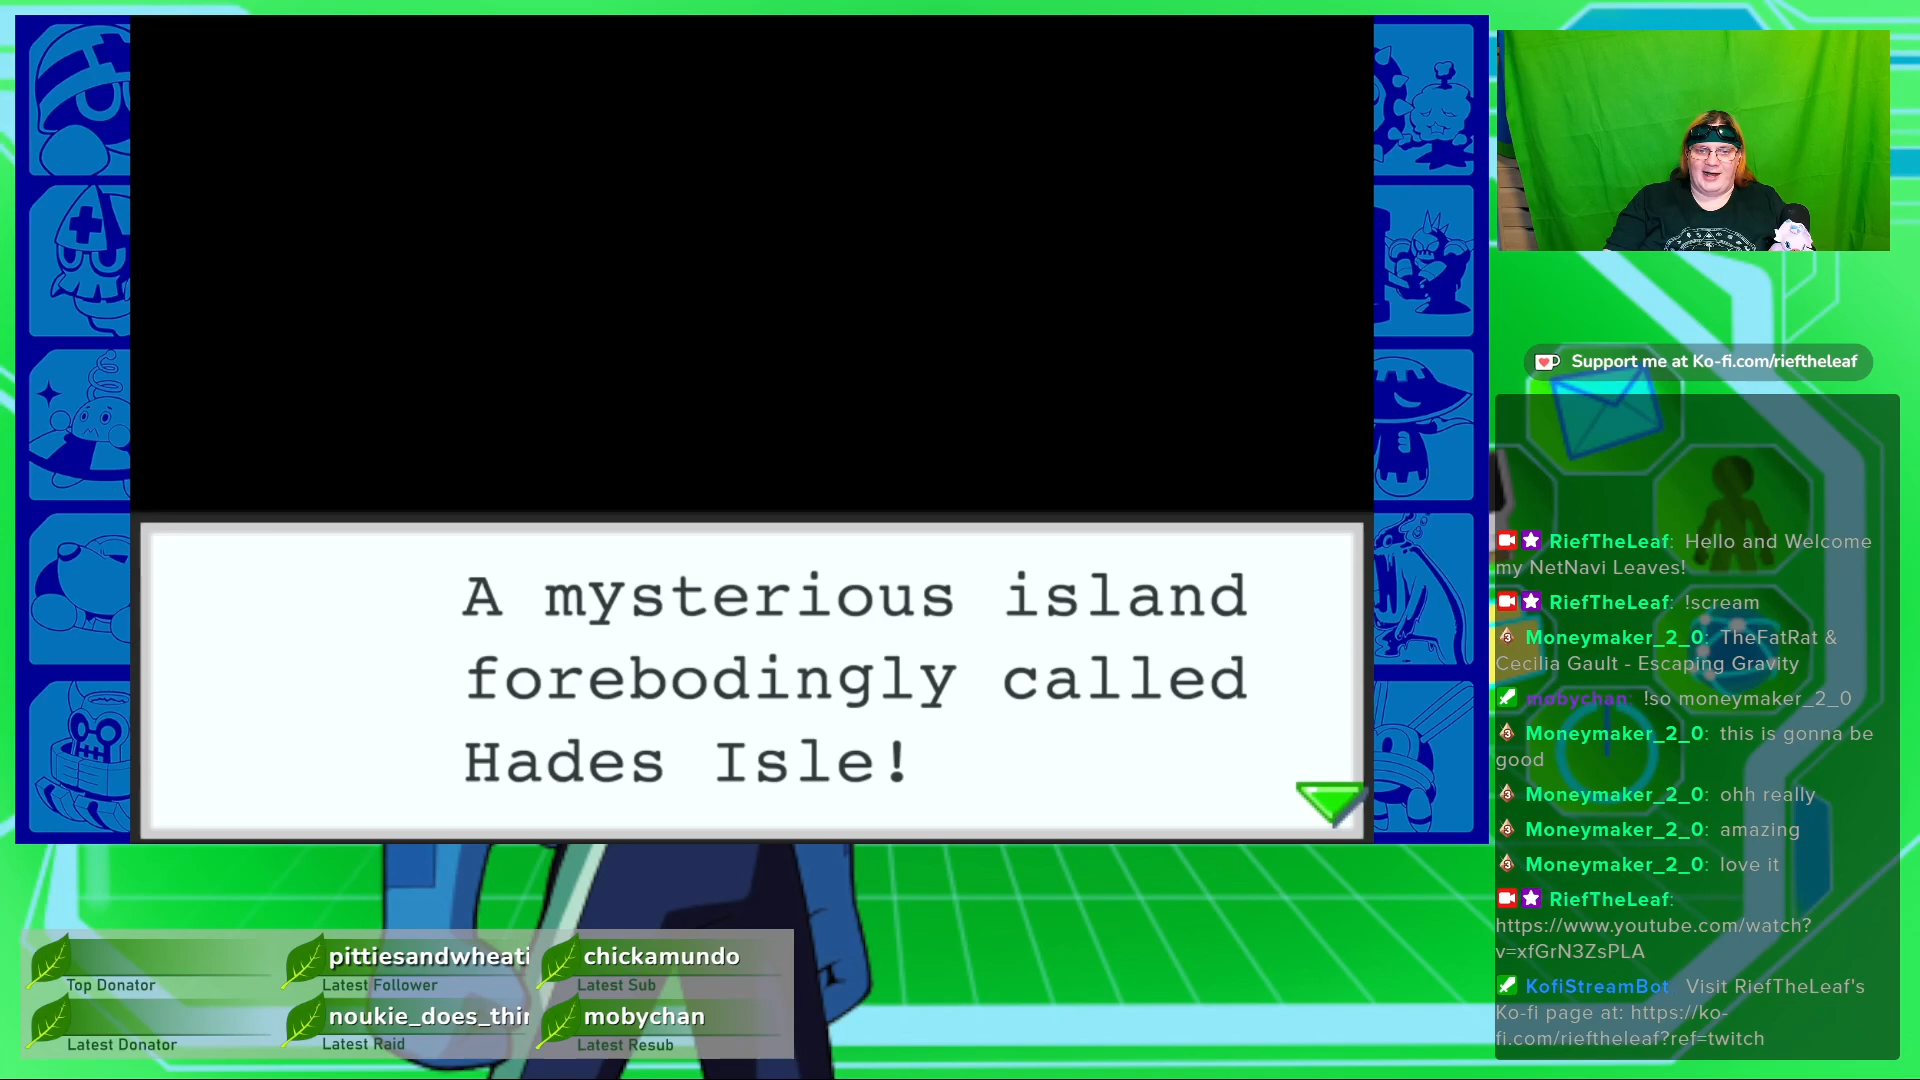 A mysterious island
forebodingly called
Hades Isle!
Support me at Ko-fi.com/rieftheleaf
RiefTheLeaf: Hello and Welcome
my NetNavi Leaves!
RiefTheLeaf: !scream
Moneymaker_2_0: TheFatRat &
Cecilia Gault - Escaping Gravity
mobychan: !so moneymaker_2_0
Moneymaker_2_0: this is gonna be
good
Moneymaker_2_0: ohh really
Moneymaker_2_0: amazing
Moneymaker_2_0: love it
RiefTheLeaf:
https://www.youtube.com/watch?
v=xfGrN3ZsPLA
KofiStreamBot Visit RiefTheLeaf's
Ko-fi page at: https://ko-
fi.com/rieftheleaf?ref=twitch
Top Donator
pittiesandwheati
Latest Follower
chickamundo
Latest Sub
Latest Donator
noukie_does_thin
Latest Raid
mobychan
Latest Resub